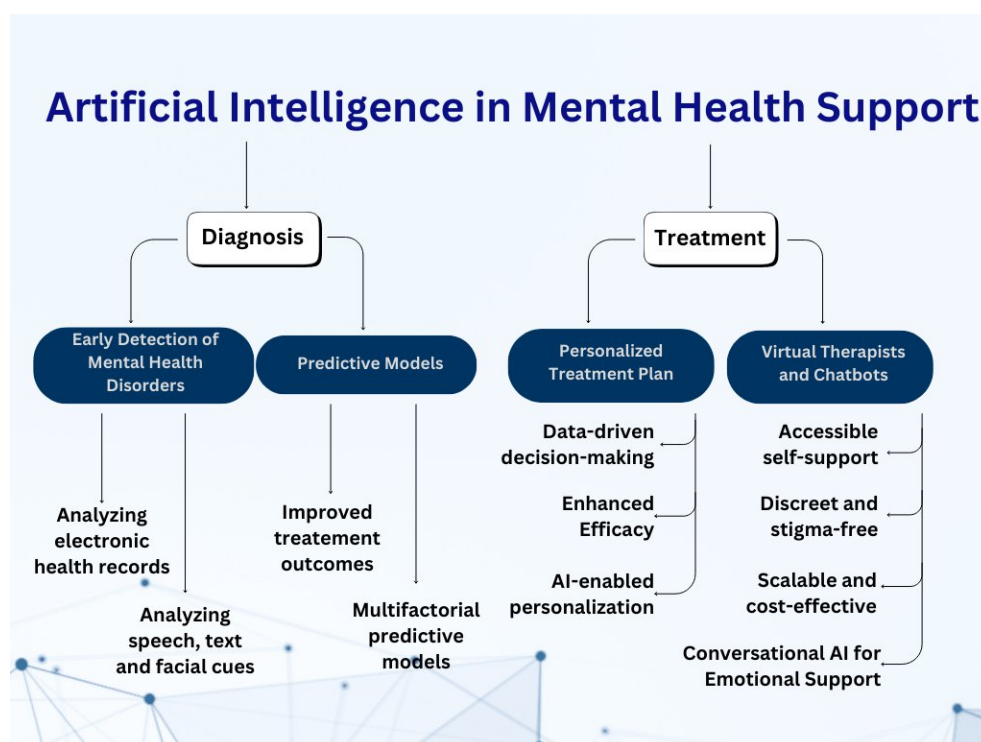 Artificial Intelligence in Mental Health Support
Diagnosis
Treatment
Early Detection of
Mental Health
Disorders
Predictive Models
Personalized
Treatment Plan
Virtual Therapists
and Chatbots
Analyzing
electronic
health records
Analyzing
speech, text
and facial cues
Improved
treatement
outcomes
Multifactorial
predictive
models
Data-driven
decision-making
Enhanced
Efficacy
AI-enabled
personalization
Accessible
self-support
Discreet and
stigma-free
Scalable and
cost-effective
Conversational AI for
Emotional Support